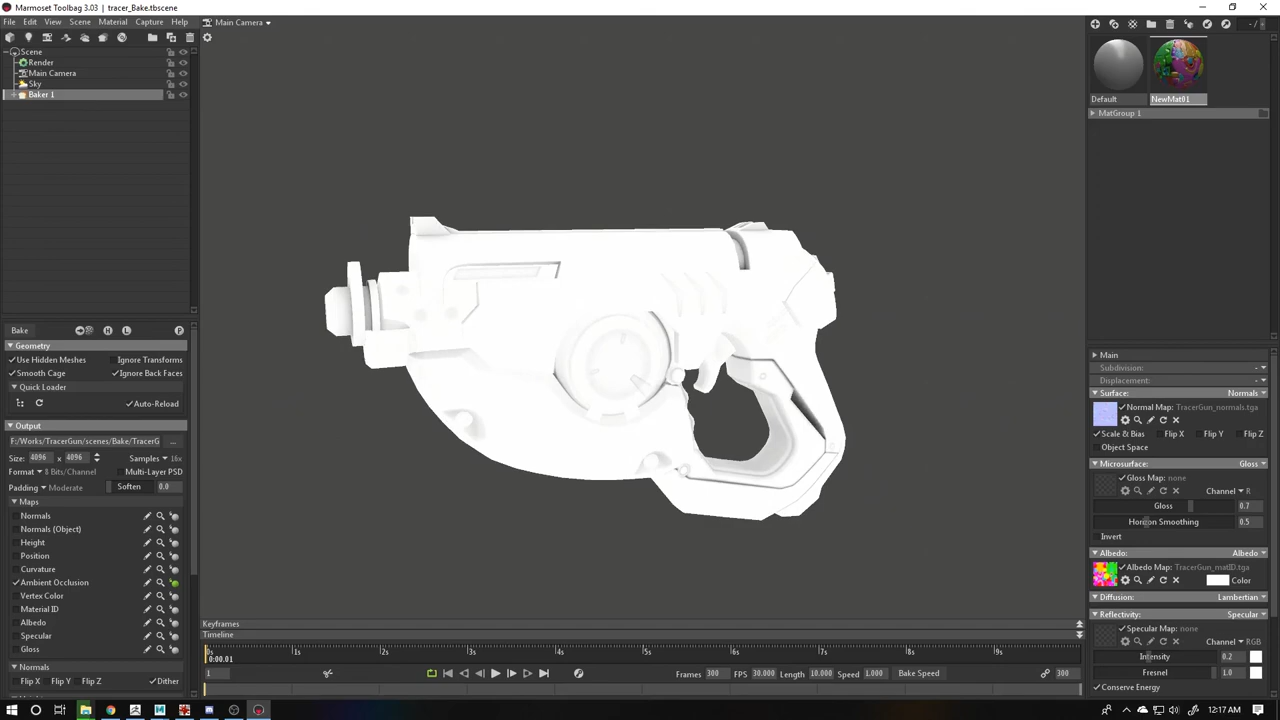 Marmoset Toolbag 3.03 | tracer_Bake.tbscene
File Edit View Scene Material Capture Help
Main Camera
Scene
Render
Main Camera
Sky
Baker 1
Bake
H L P
Geometry
Use Hidden Meshes Ignore Transforms
Smooth Cage Ignore Back Faces
Quick Loader
Auto-Reload
Output
F:/Works/TracerGun/scenes/Bake/TracerG ...
Size: 4096 x 4096 Samples 16x
Format 8 Bits/Channel Multi-Layer PSD
Padding Moderate Soften 0.0
Maps
Normals
Normals (Object)
Height
Position
Curvature
Ambient Occlusion
Vertex Color
Material ID
Albedo
Specular
Gloss
Normals
Flip X Flip Y Flip Z Dither
Keyframes
Timeline
0s 1s 2s 3s 4s 5s 6s 7s 8s 9s
0:00.01
1 Frames 300 FPS 30.000 Length 10.000 Speed 1.000 Bake Speed 300
Default NewMat01
MatGroup 1
Main
Subdivision: -
Displacement: -
Surface: Normals
Normal Map: TracerGun_normals.tga
Scale & Bias Flip X Flip Y Flip Z
Object Space
Microsurface: Gloss
Gloss Map: none
Channel R
Gloss 0.7
Horizon Smoothing 0.5
Invert
Albedo: Albedo
Albedo Map: TracerGun_matID.tga
Color
Diffusion: Lambertian
Reflectivity: Specular
Specular Map: none
Channel RGB
Intensity 0.2
Fresnel 1.0
Conserve Energy
12:17 AM